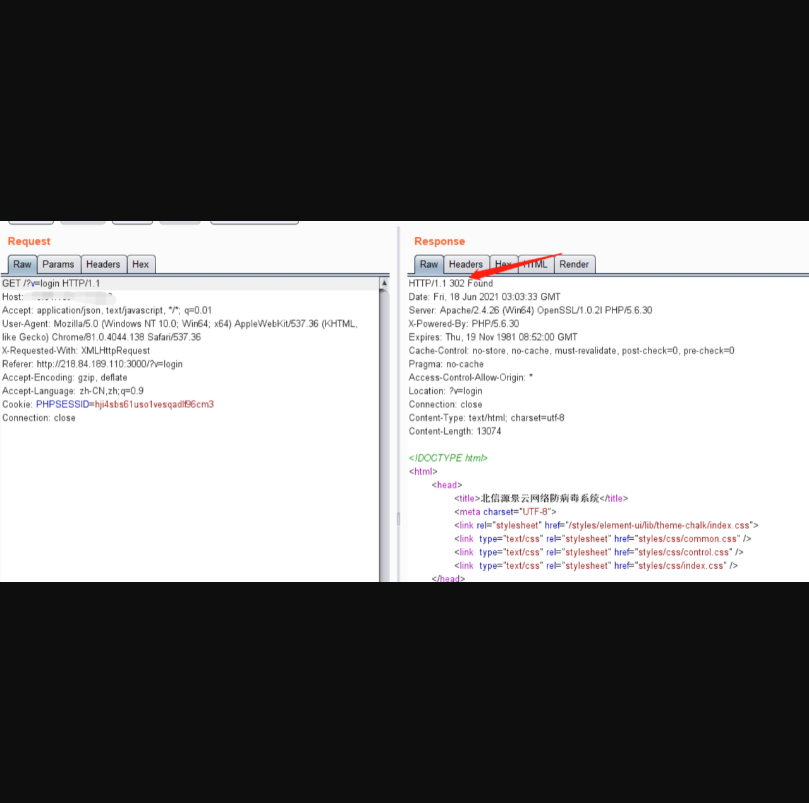 Request
Raw Params Headers Hex
GET /?v=login HTTP/1.1
Host:
Accept: application/json, text/javascript, */*; q=0.01
User-Agent: Mozilla/5.0 (Windows NT 10.0; Win64; x64) AppleWebKit/537.36 (KHTML,
like Gecko) Chrome/81.0.4044.138 Safari/537.36
X-Requested-With: XMLHttpRequest
Referer: http://218.84.189.110:3000/?v=login
Accept-Encoding: gzip, deflate
Accept-Language: zh-CN,zh;q=0.9
Cookie: PHPSESSID=hji4sbs61uso1vesqadlf96cm3
Connection: close
Response
Raw Headers Hex HTML Render
HTTP/1.1 302 Found
Date: Fri, 18 Jun 2021 03:03:33 GMT
Server: Apache/2.4.26 (Win64) OpenSSL/1.0.2l PHP/5.6.30
X-Powered-By: PHP/5.6.30
Expires: Thu, 19 Nov 1981 08:52:00 GMT
Cache-Control: no-store, no-cache, must-revalidate, post-check=0, pre-check=0
Pragma: no-cache
Access-Control-Allow-Origin: *
Location: ?v=login
Connection: close
Content-Type: text/html; charset=utf-8
Content-Length: 13074
<!DOCTYPE html>
<html>
<head>
<title>北信源景云网络防病毒系统</title>
<meta charset="UTF-8">
<link rel="stylesheet" href="/styles/element-ui/lib/theme-chalk/index.css">
<link type="text/css" rel="stylesheet" href="styles/css/common.css" />
<link type="text/css" rel="stylesheet" href="styles/css/control.css" />
<link type="text/css" rel="stylesheet" href="styles/css/index.css" />
</head>